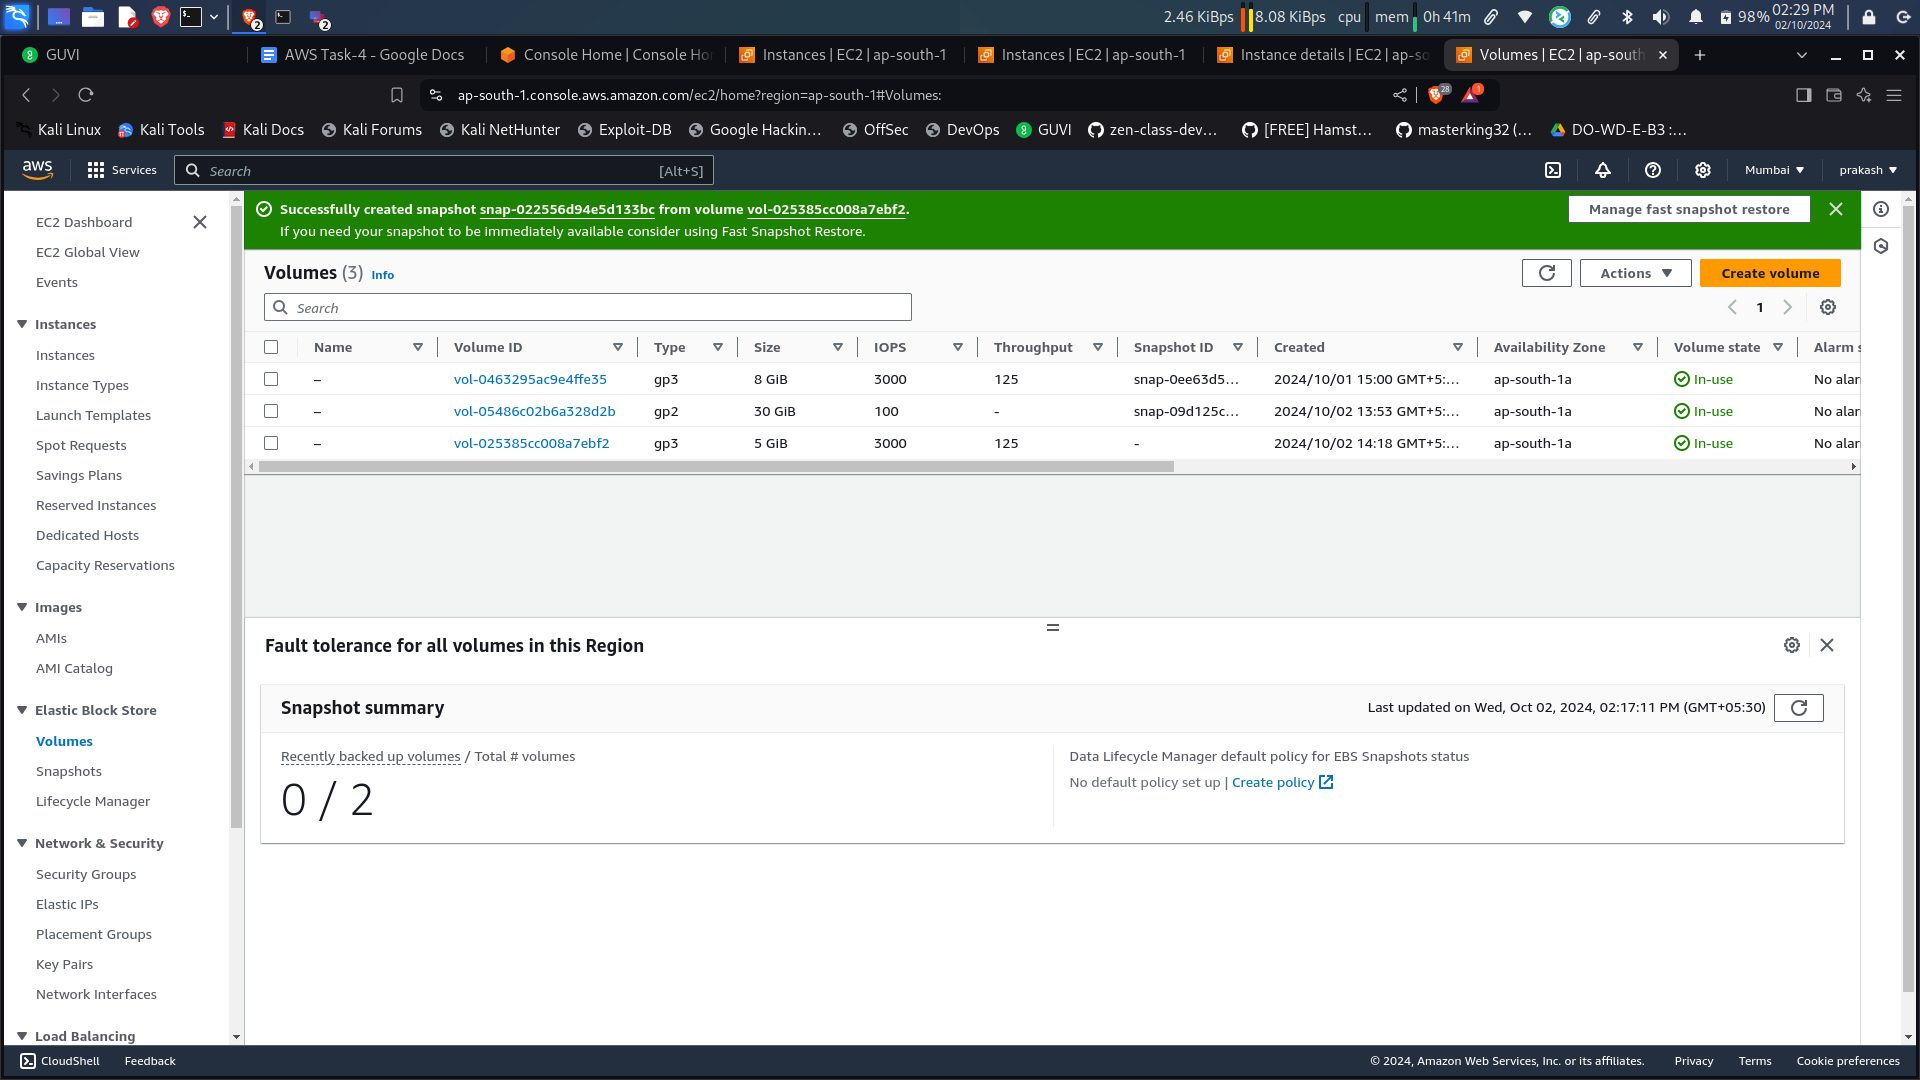 2.46 KiBps 8.08 KiBps cpu mem 0h 41m 98% 02:29 PM
02/10/2024
2
2
GUVI
AWS Task-4 - Google Docs
Console Home | Console Hor
Instances | EC2 | ap-south-1
Instances | EC2 | ap-south-1
Instance details | EC2 | ap-so
Volumes | EC2 | ap-south
ap-south-1.console.aws.amazon.com/ec2/home?region=ap-south-1#Volumes:
28
1
Kali Linux Kali Tools Kali Docs Kali Forums Kali NetHunter Exploit-DB Google Hackin... OffSec DevOps GUVI zen-class-dev... [FREE] Hamst... masterking32 (... DO-WD-E-B3 :...
aws Services Search [Alt+S] Mumbai prakash
EC2 Dashboard
EC2 Global View
Events
Instances
Instances
Instance Types
Launch Templates
Spot Requests
Savings Plans
Reserved Instances
Dedicated Hosts
Capacity Reservations
Images
AMIs
AMI Catalog
Elastic Block Store
Volumes
Snapshots
Lifecycle Manager
Network & Security
Security Groups
Elastic IPs
Placement Groups
Key Pairs
Network Interfaces
Load Balancing
Successfully created snapshot snap-022556d94e5d133bc from volume vol-025385cc008a7ebf2.
If you need your snapshot to be immediately available consider using Fast Snapshot Restore.
Manage fast snapshot restore
Volumes (3) Info
Actions
Create volume
Search
1
Name Volume ID Type Size IOPS Throughput Snapshot ID Created Availability Zone Volume state Alarm s
– vol-0463295ac9e4ffe35 gp3 8 GiB 3000 125 snap-0ee63d5... 2024/10/01 15:00 GMT+5:... ap-south-1a In-use No alar
– vol-05486c02b6a328d2b gp2 30 GiB 100 - snap-09d125c... 2024/10/02 13:53 GMT+5:... ap-south-1a In-use No alar
– vol-025385cc008a7ebf2 gp3 5 GiB 3000 125 - 2024/10/02 14:18 GMT+5:... ap-south-1a In-use No alar
Fault tolerance for all volumes in this Region
Snapshot summary
Last updated on Wed, Oct 02, 2024, 02:17:11 PM (GMT+05:30)
Recently backed up volumes / Total # volumes
0 / 2
Data Lifecycle Manager default policy for EBS Snapshots status
No default policy set up | Create policy
CloudShell Feedback © 2024, Amazon Web Services, Inc. or its affiliates. Privacy Terms Cookie preferences